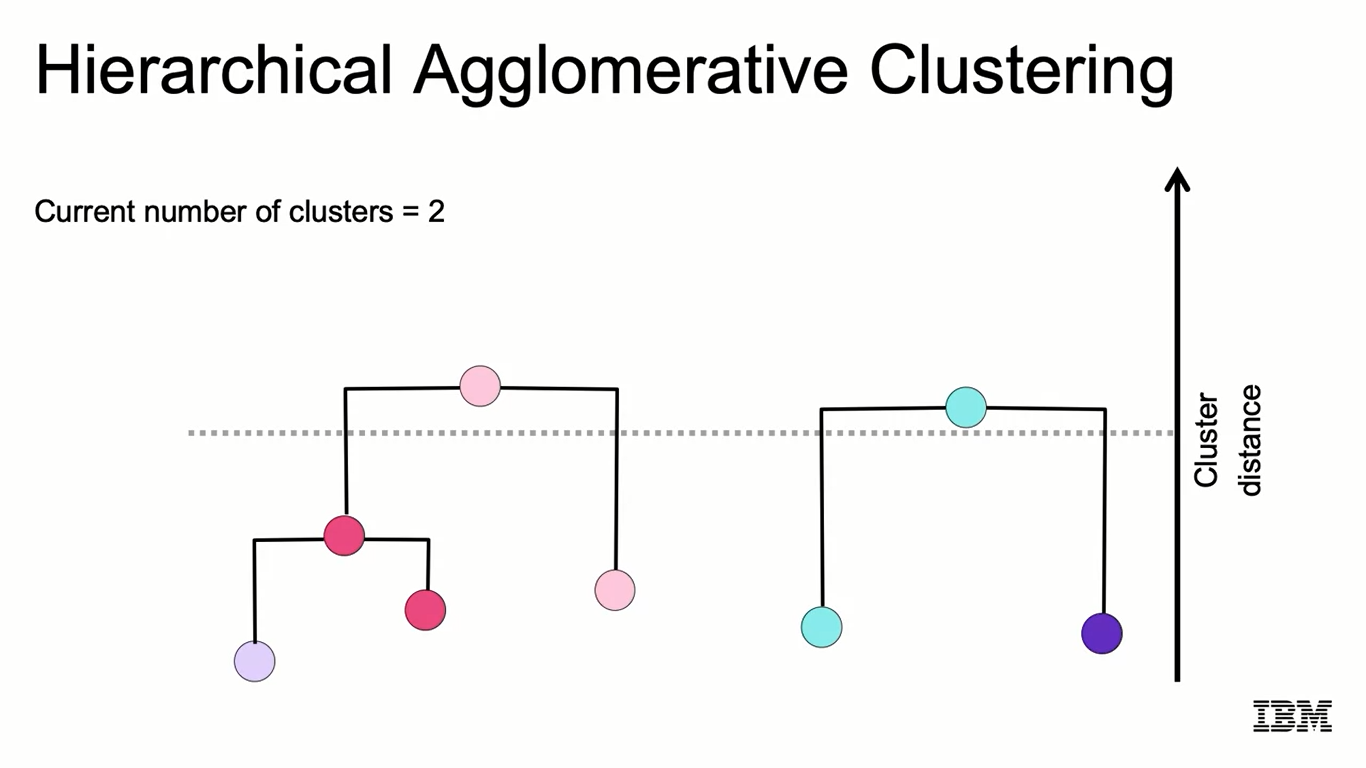 Hierarchical Agglomerative Clustering
Current number of clusters = 2
Cluster
distance
IBM